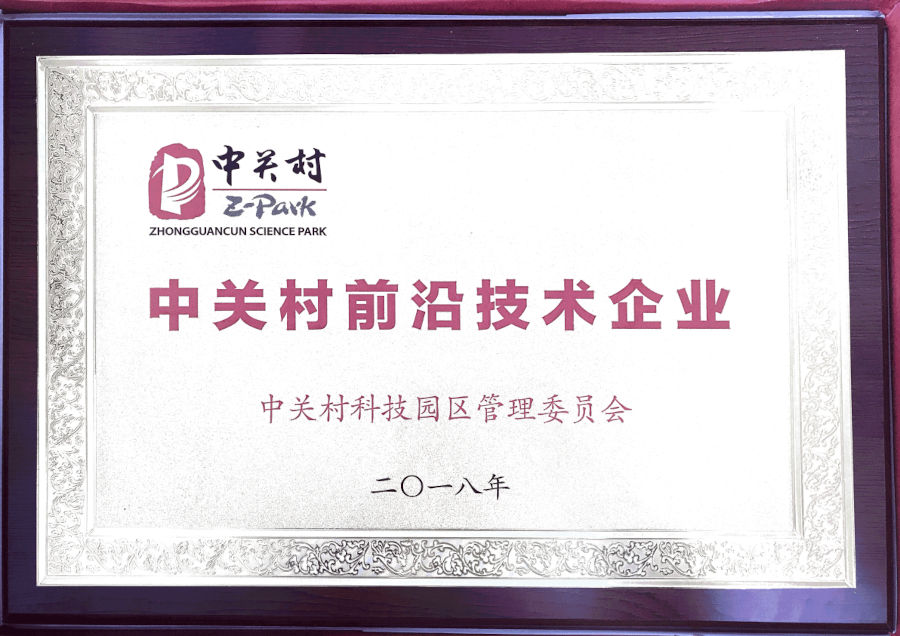 中关村
Z-Park
ZHONGGUANCUN SCIENCE PARK
中关村前沿技术企业
中关村科技园区管理委员会
二〇一八年